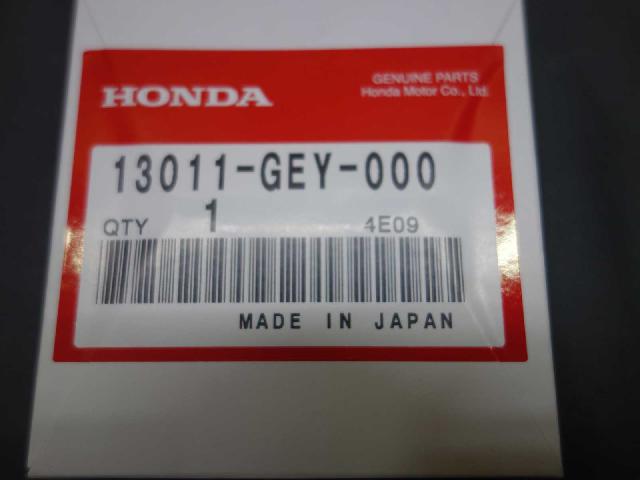 HONDA
GENUINE PARTS
Honda Motor Co., Ltd.
13011-GEY-000
QTY 1 4E09
MADE IN JAPAN